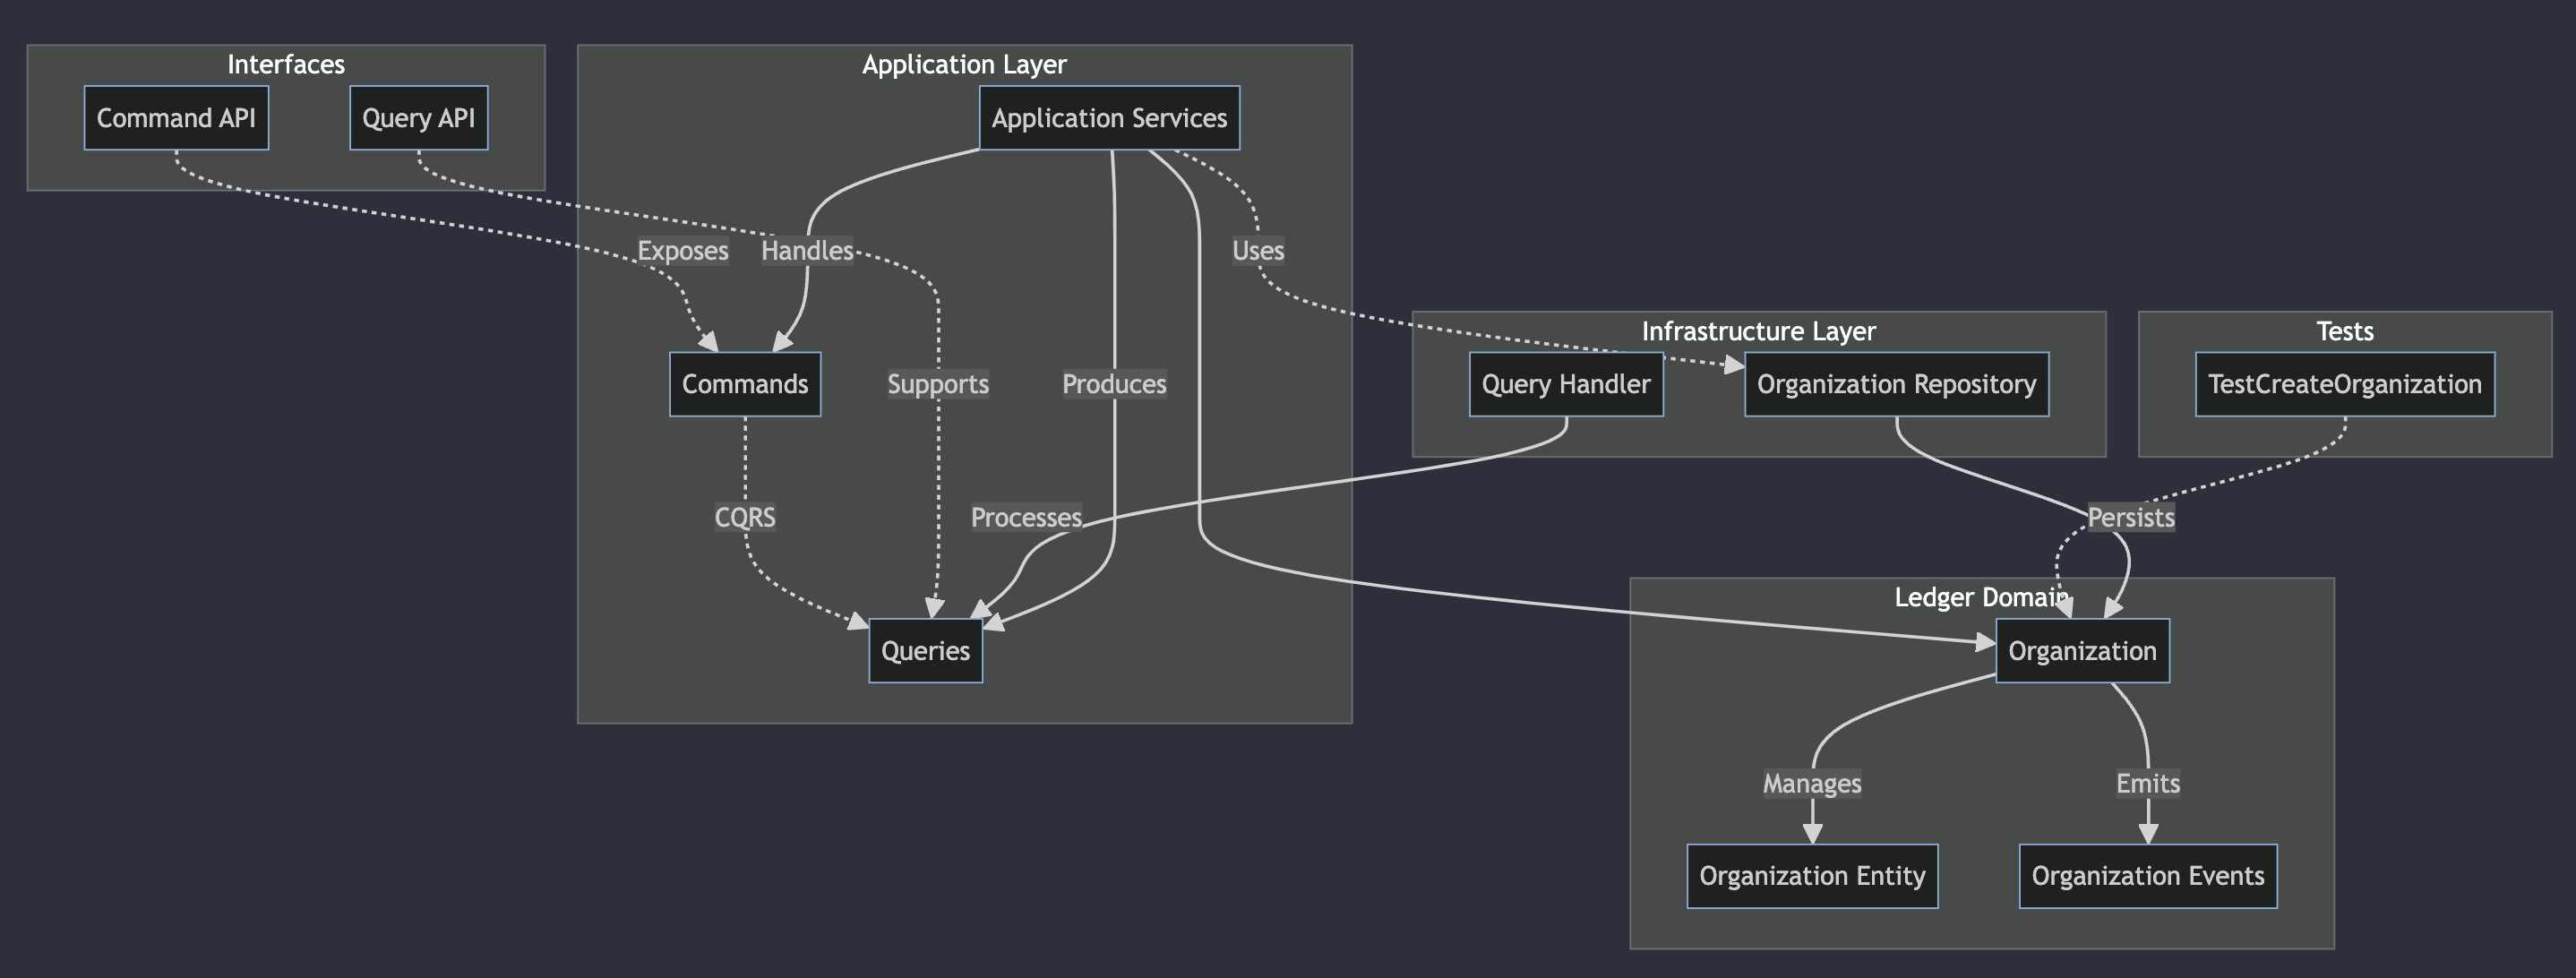 Interfaces
Application Layer
Command API
Query API
Application Services
Exposes
Handles
Uses
Infrastructure Layer
Tests
Commands
Supports
Produces
Query Handler
Organization Repository
TestCreateOrganization
CQRS
Processes
Persists
Ledger Domain
Queries
Organization
Manages
Emits
Organization Entity
Organization Events